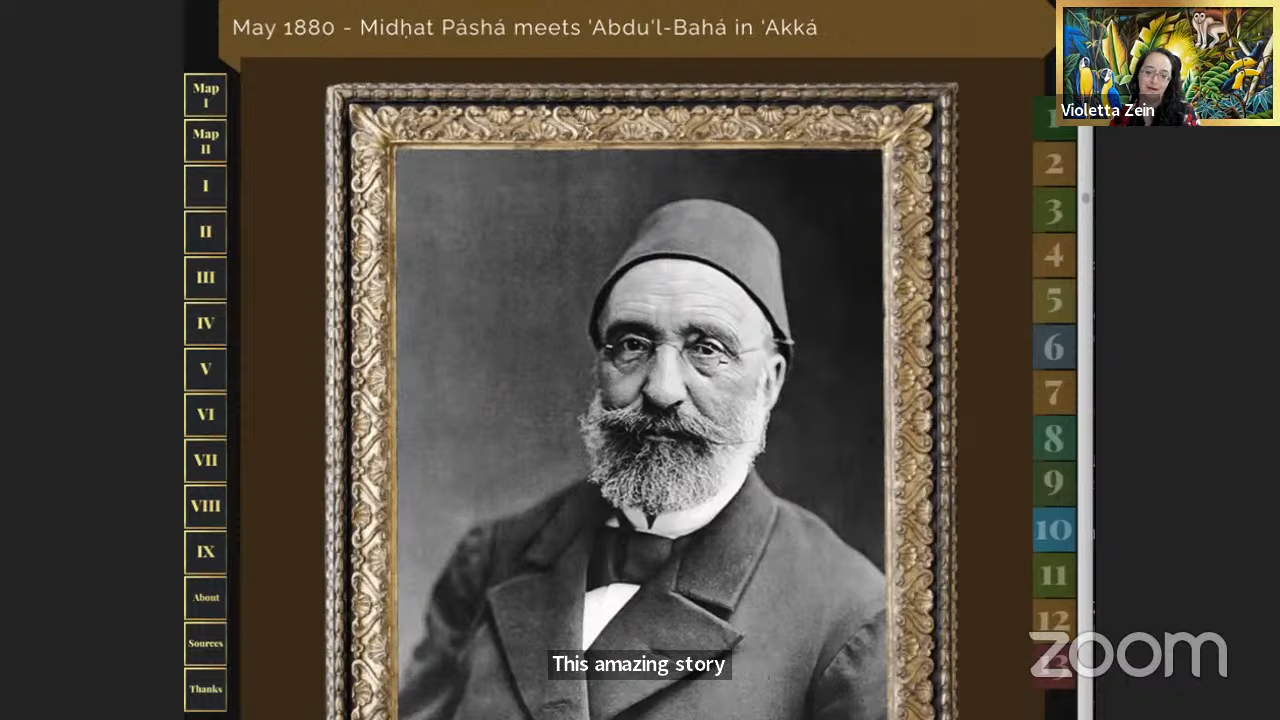 May 1880 - Midḥat Páshá meets 'Abdu'l-Bahá in 'Akká
Violetta Zein
Map
I
Map
II
I
II
III
IV
V
VI
VII
VIII
IX
About
Sources
Thanks
1
2
3
4
5
6
7
8
9
10
11
12
13
This amazing story
zoom